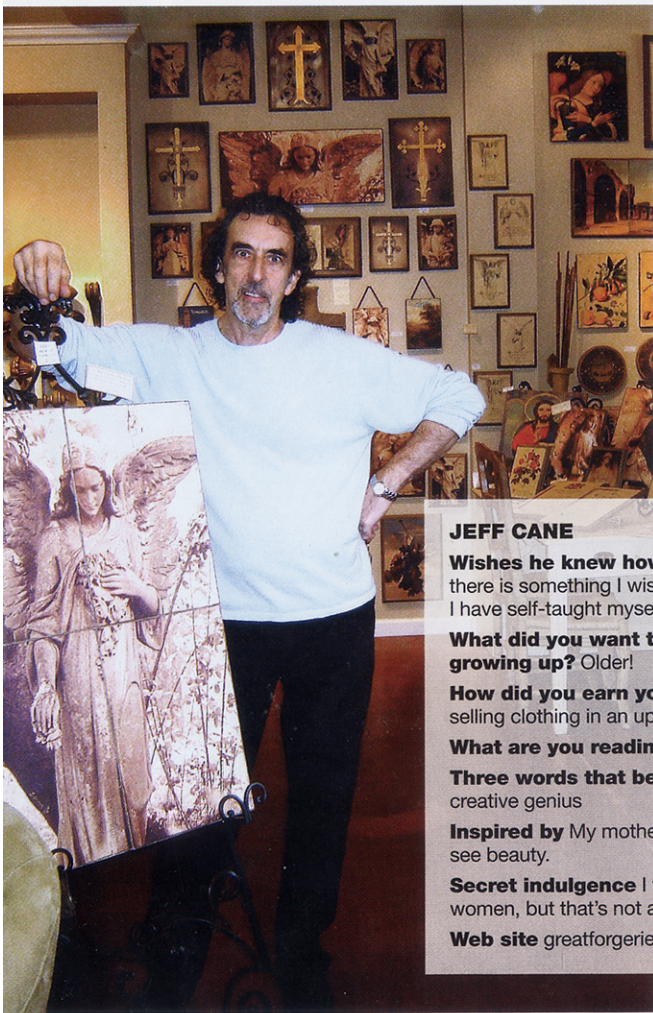 JEFF CANE
Wishes he knew how
there is something I wis
I have self-taught myse
What did you want t
growing up? Older!
How did you earn yo
selling clothing in an up
What are you readin
Three words that be
creative genius
Inspired by My mothe
see beauty.
Secret indulgence I
women, but that's not a
Web site greatforgerie